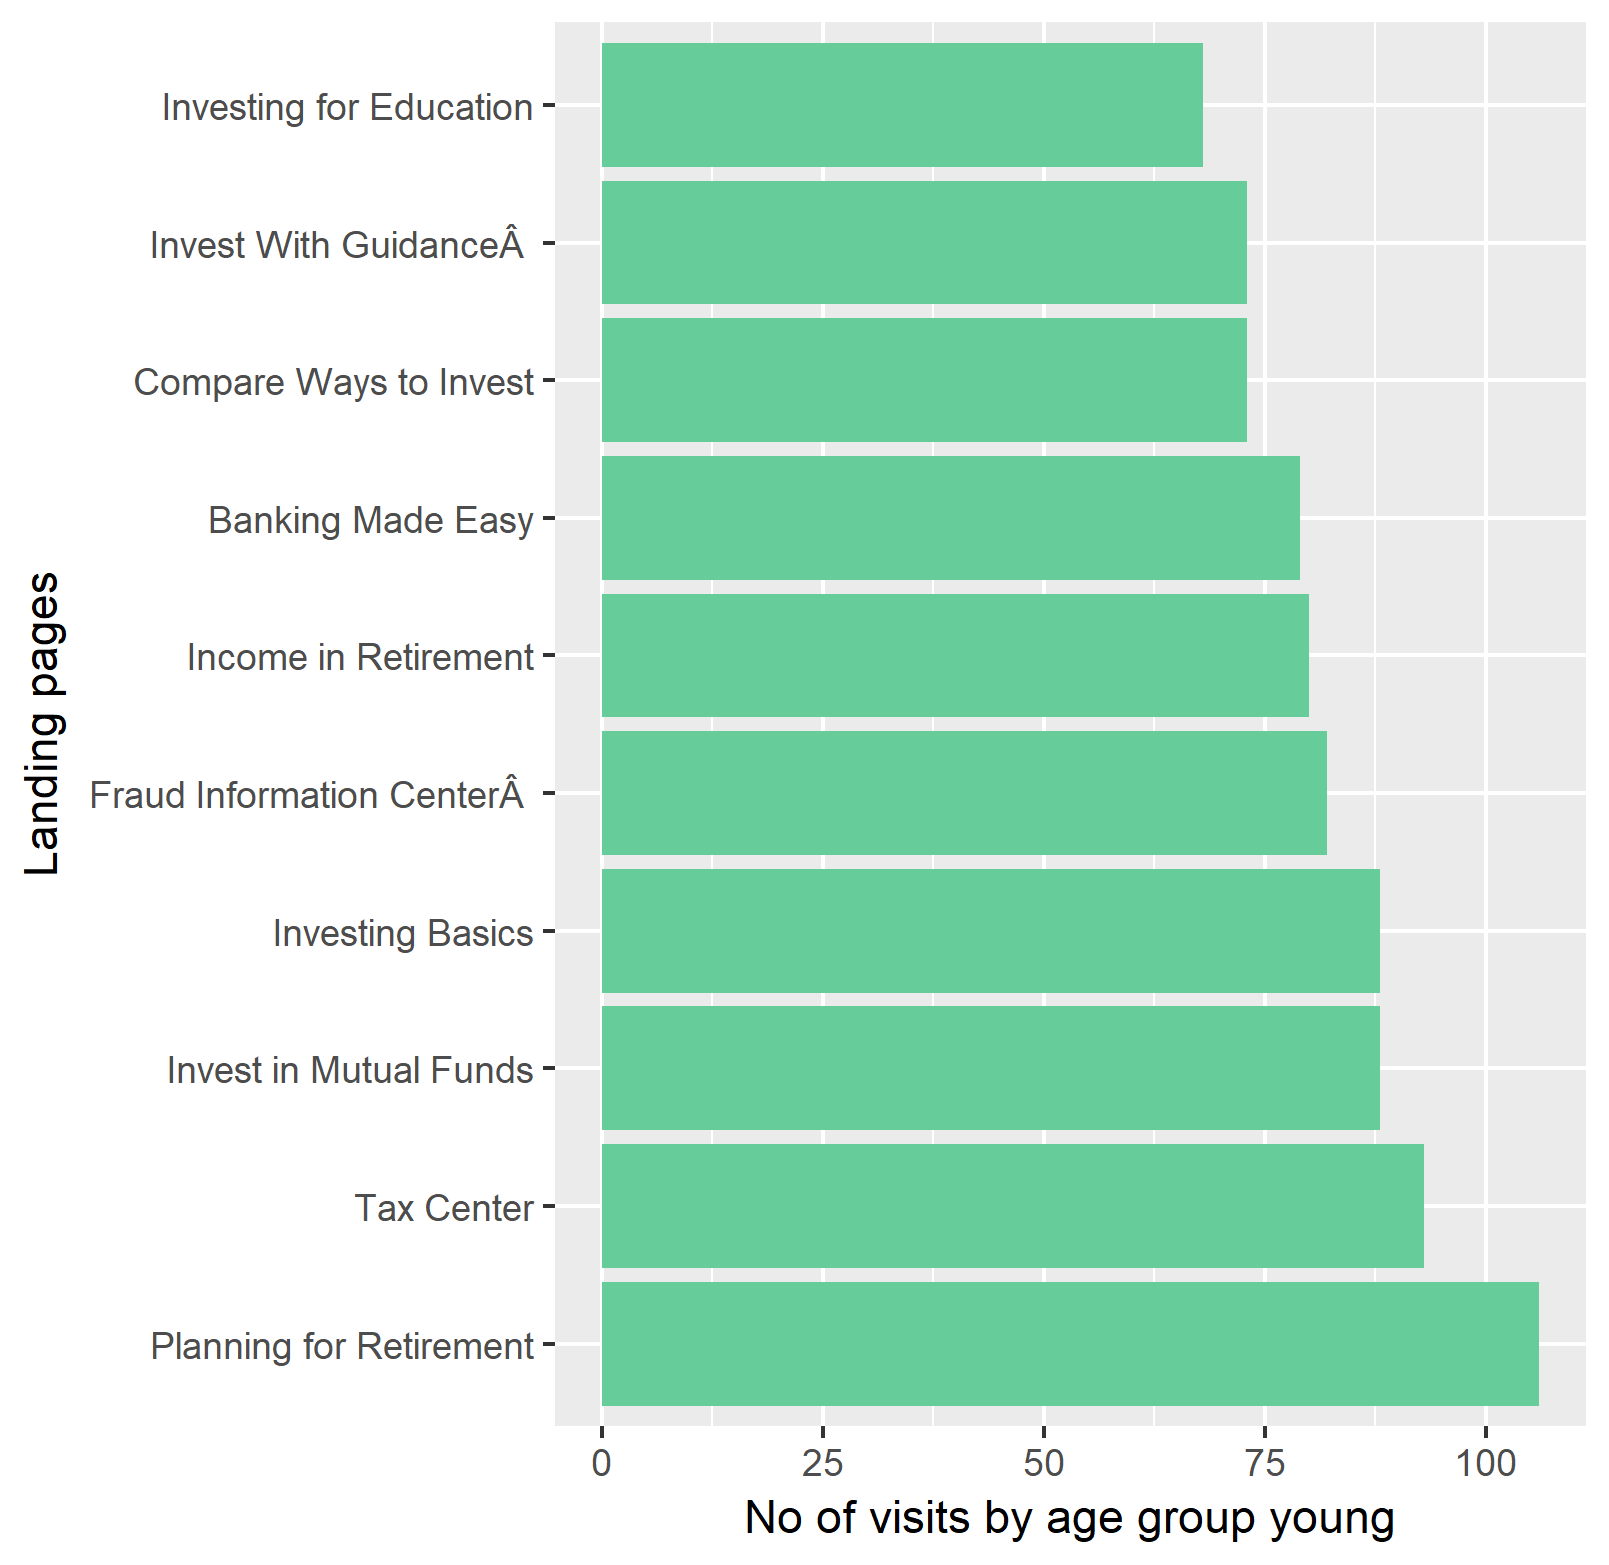 Investing for Education
Invest With GuidanceÂ
Compare Ways to Invest
Banking Made Easy
Income in Retirement
Fraud Information CenterÂ
Investing Basics
Invest in Mutual Funds
Tax Center
Planning for Retirement
Landing pages
0 25 50 75 100
No of visits by age group young